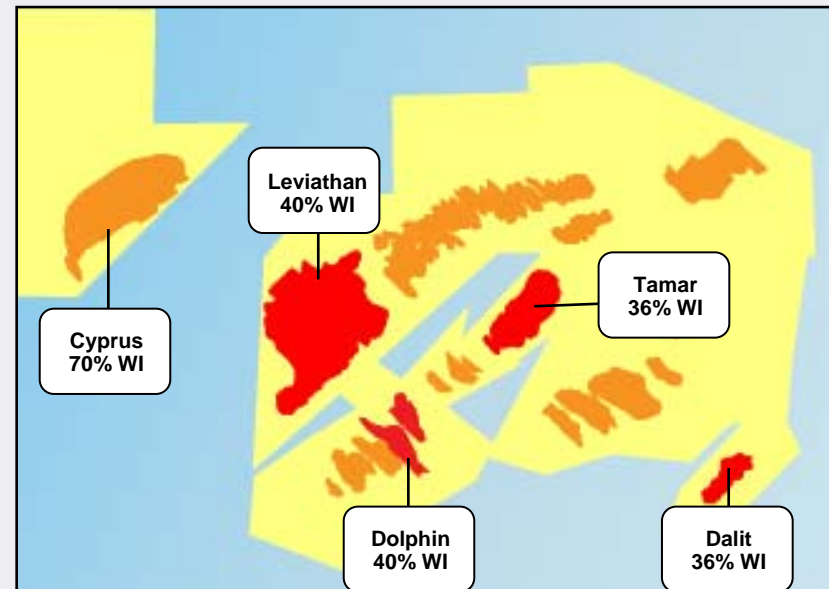 Leviathan
40% WI
Tamar
36% WI
Cyprus
70% WI
Dolphin
40% WI
Dalit
36% WI